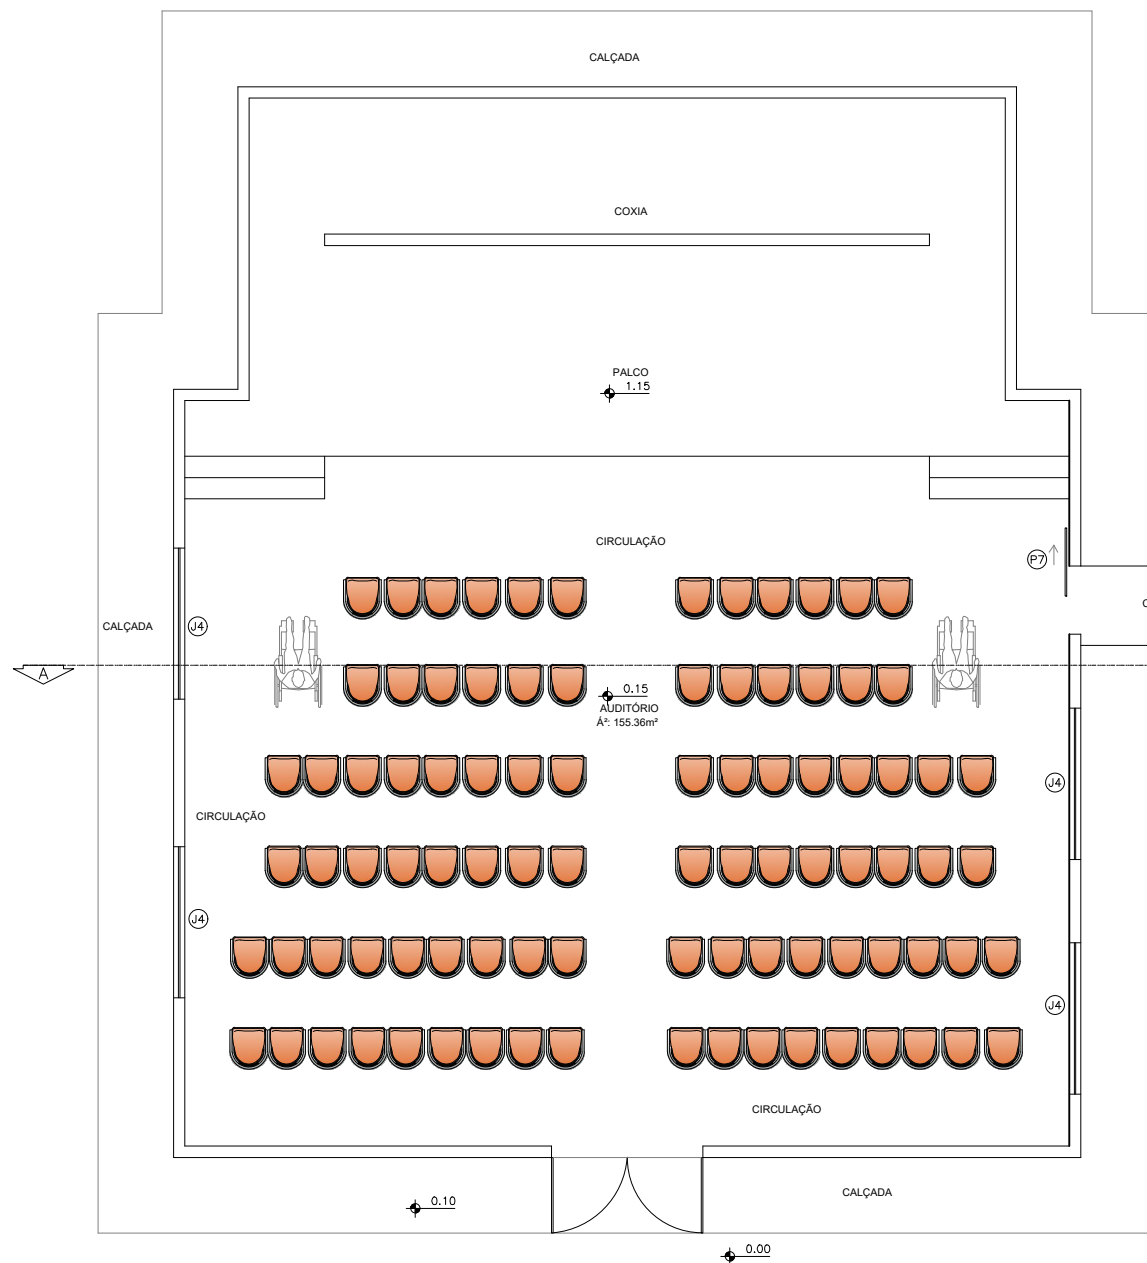 CALÇADA
COXIA
PALCO
1.15
CIRCULAÇÃO
P7
CALÇADA
J4
A
0.15
AUDITÓRIO
Á²: 155.36m²
J4
CIRCULAÇÃO
J4
J4
CIRCULAÇÃO
CALÇADA
0.10
0.00